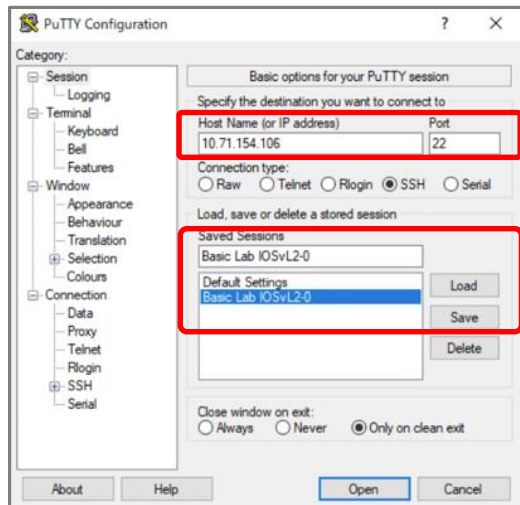 PuTTY Configuration ? ×
Category:
Session
Logging
Terminal
Keyboard
Bell
Features
Window
Appearance
Behaviour
Translation
Selection
Colours
Connection
Data
Proxy
Telnet
Rlogin
SSH
Serial
Basic options for your PuTTY session
Specify the destination you want to connect to
Host Name (or IP address) Port
10.71.154.106 22
Connection type:
Raw Telnet Rlogin SSH Serial
Load, save or delete a stored session
Saved Sessions
Basic Lab IOSvL2-0
Default Settings
Basic Lab IOSvL2-0
Load
Save
Delete
Close window on exit:
Always Never Only on clean exit
About Help Open Cancel